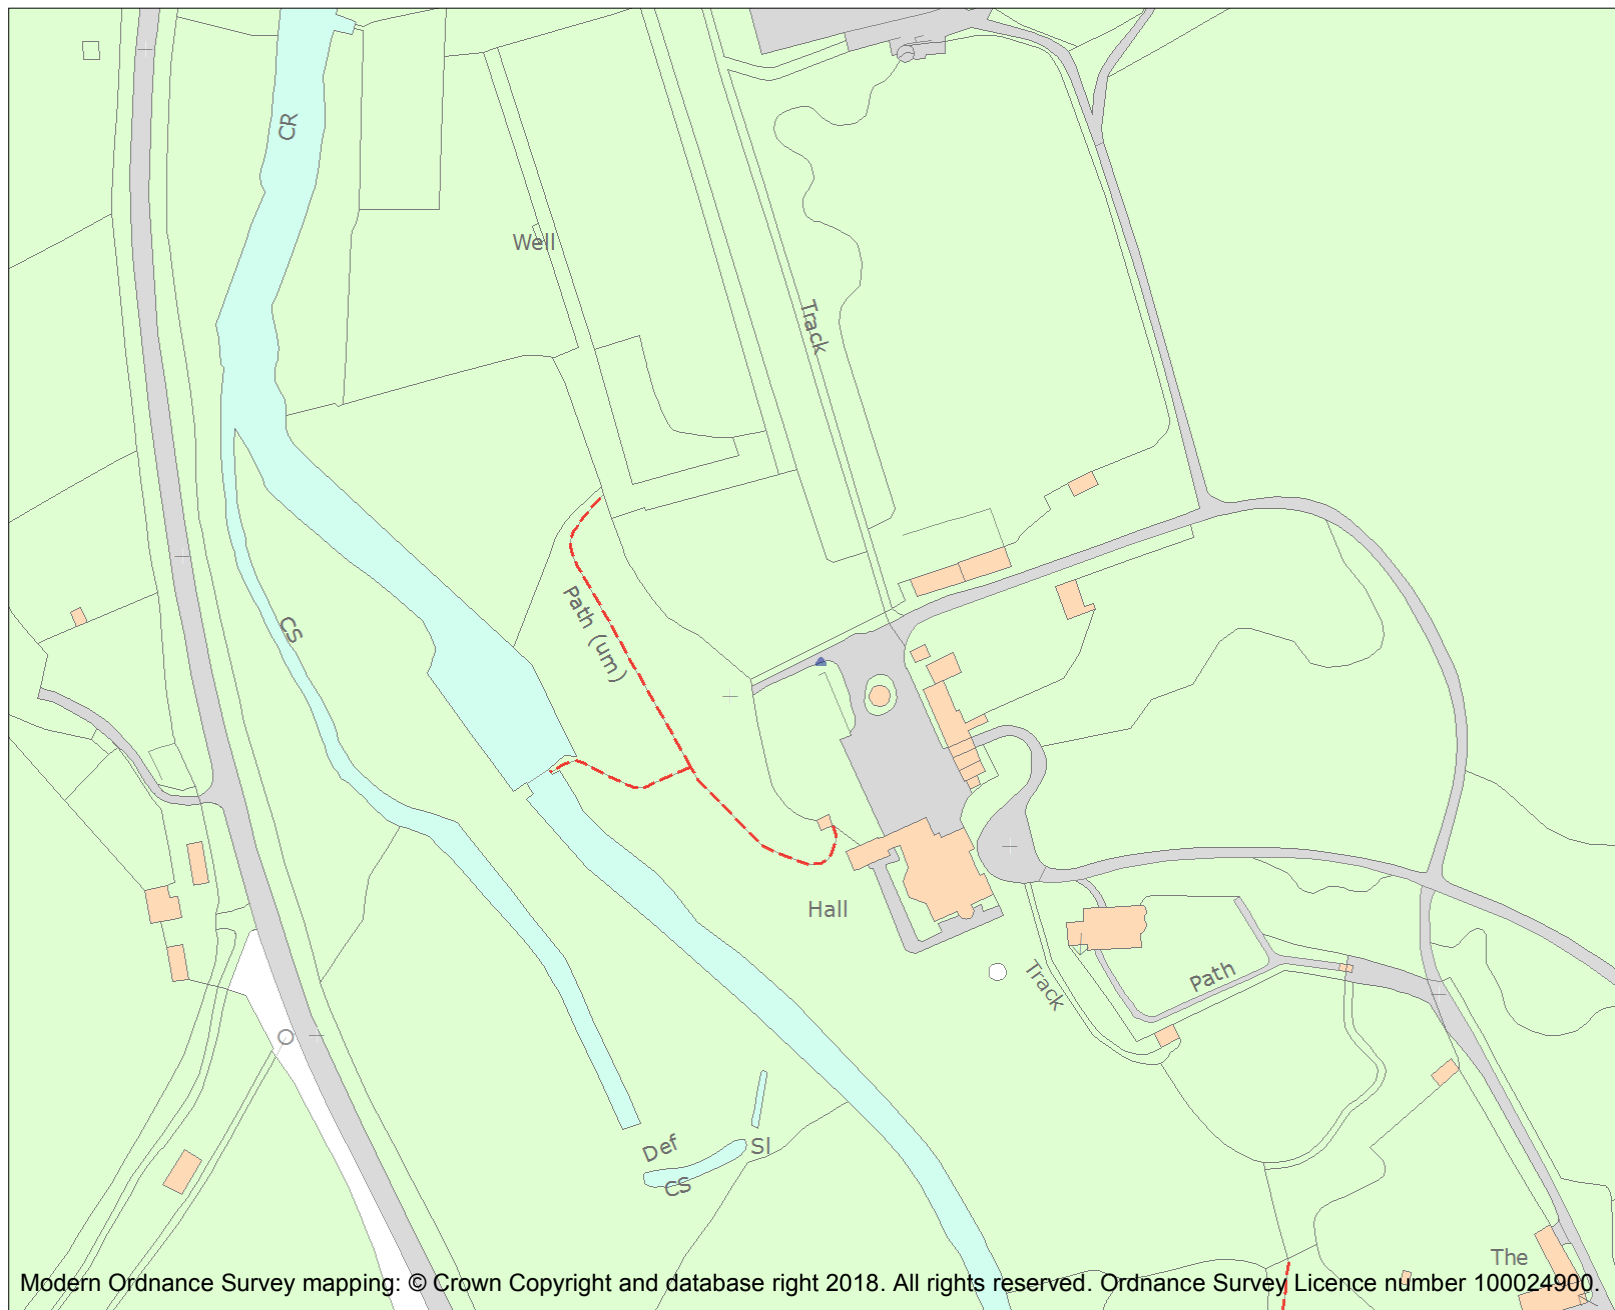 CR
Well
Track
CS
Path (um)
Hall
Track
Path
Def
Sl
CS
The
Modern Ordnance Survey mapping: © Crown Copyright and database right 2018. All rights reserved. Ordnance Survey Licence number 100024900.